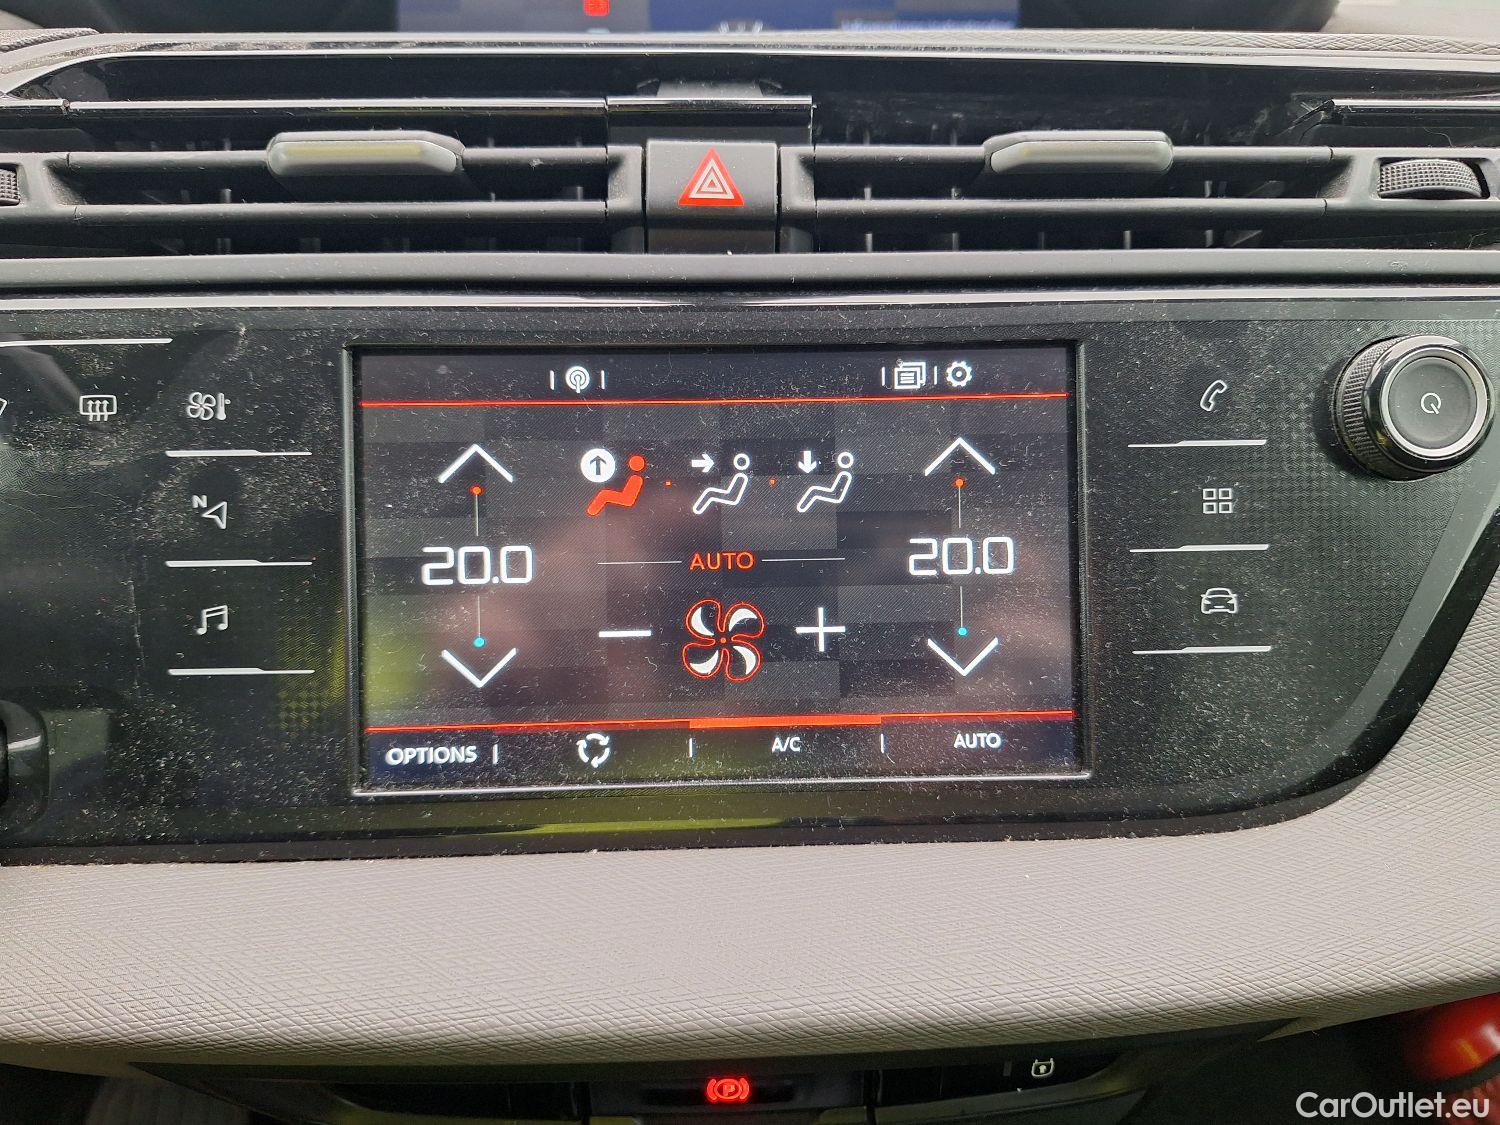 N
20.0
20.0
AUTO
OPTIONS
A/C
AUTO
P
CarOutlet.eu